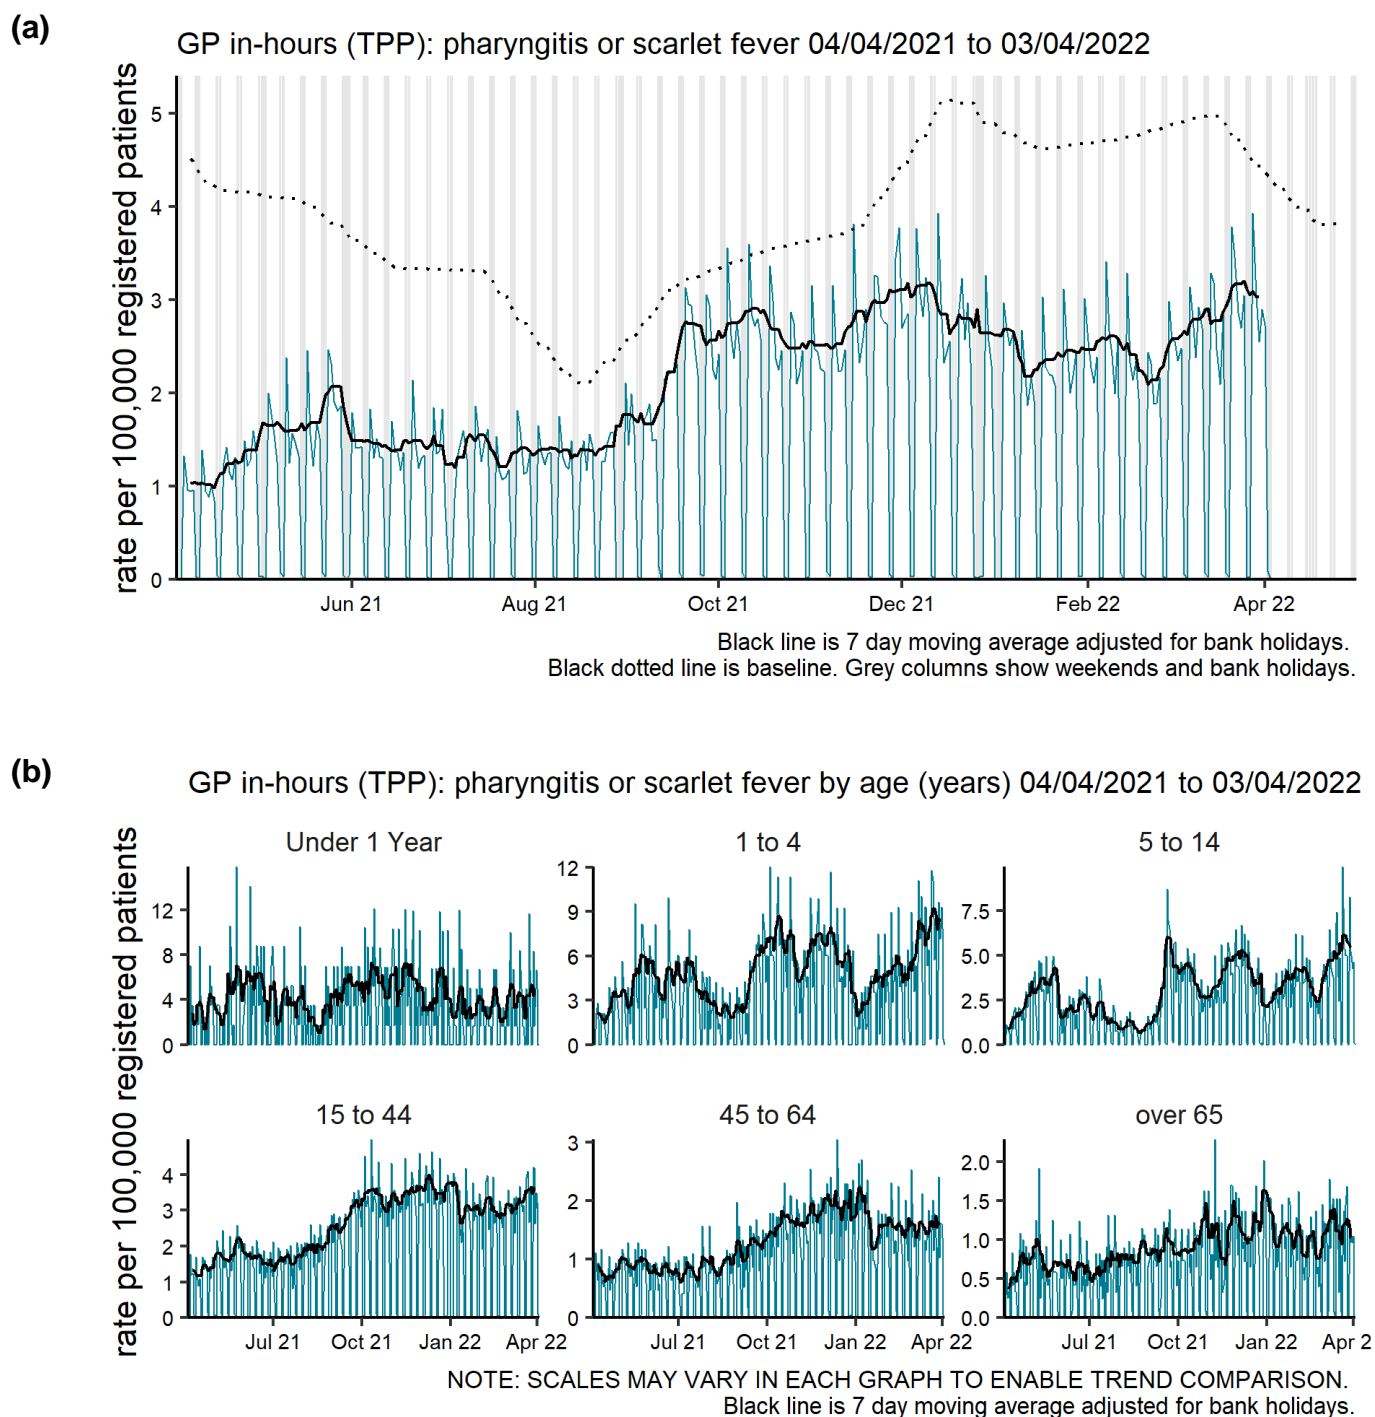 (a)
GP in-hours (TPP): pharyngitis or scarlet fever 04/04/2021 to 03/04/2022
rate per 100,000 registered patients
5
4
3
2
1
0
Jun 21 Aug 21 Oct 21 Dec 21 Feb 22 Apr 22
Black line is 7 day moving average adjusted for bank holidays.
Black dotted line is baseline. Grey columns show weekends and bank holidays.
(b)
GP in-hours (TPP): pharyngitis or scarlet fever by age (years) 04/04/2021 to 03/04/2022
rate per 100,000 registered patients
Under 1 Year
12
8
4
0
1 to 4
12
9
6
3
0
5 to 14
7.5
5.0
2.5
0.0
15 to 44
4
3
2
1
0
Jul 21 Oct 21 Jan 22 Apr 22
45 to 64
3
2
1
0
Jul 21 Oct 21 Jan 22 Apr 22
over 65
2.0
1.5
1.0
0.5
0.0
Jul 21 Oct 21 Jan 22 Apr 2
NOTE: SCALES MAY VARY IN EACH GRAPH TO ENABLE TREND COMPARISON.
Black line is 7 day moving average adjusted for bank holidays.